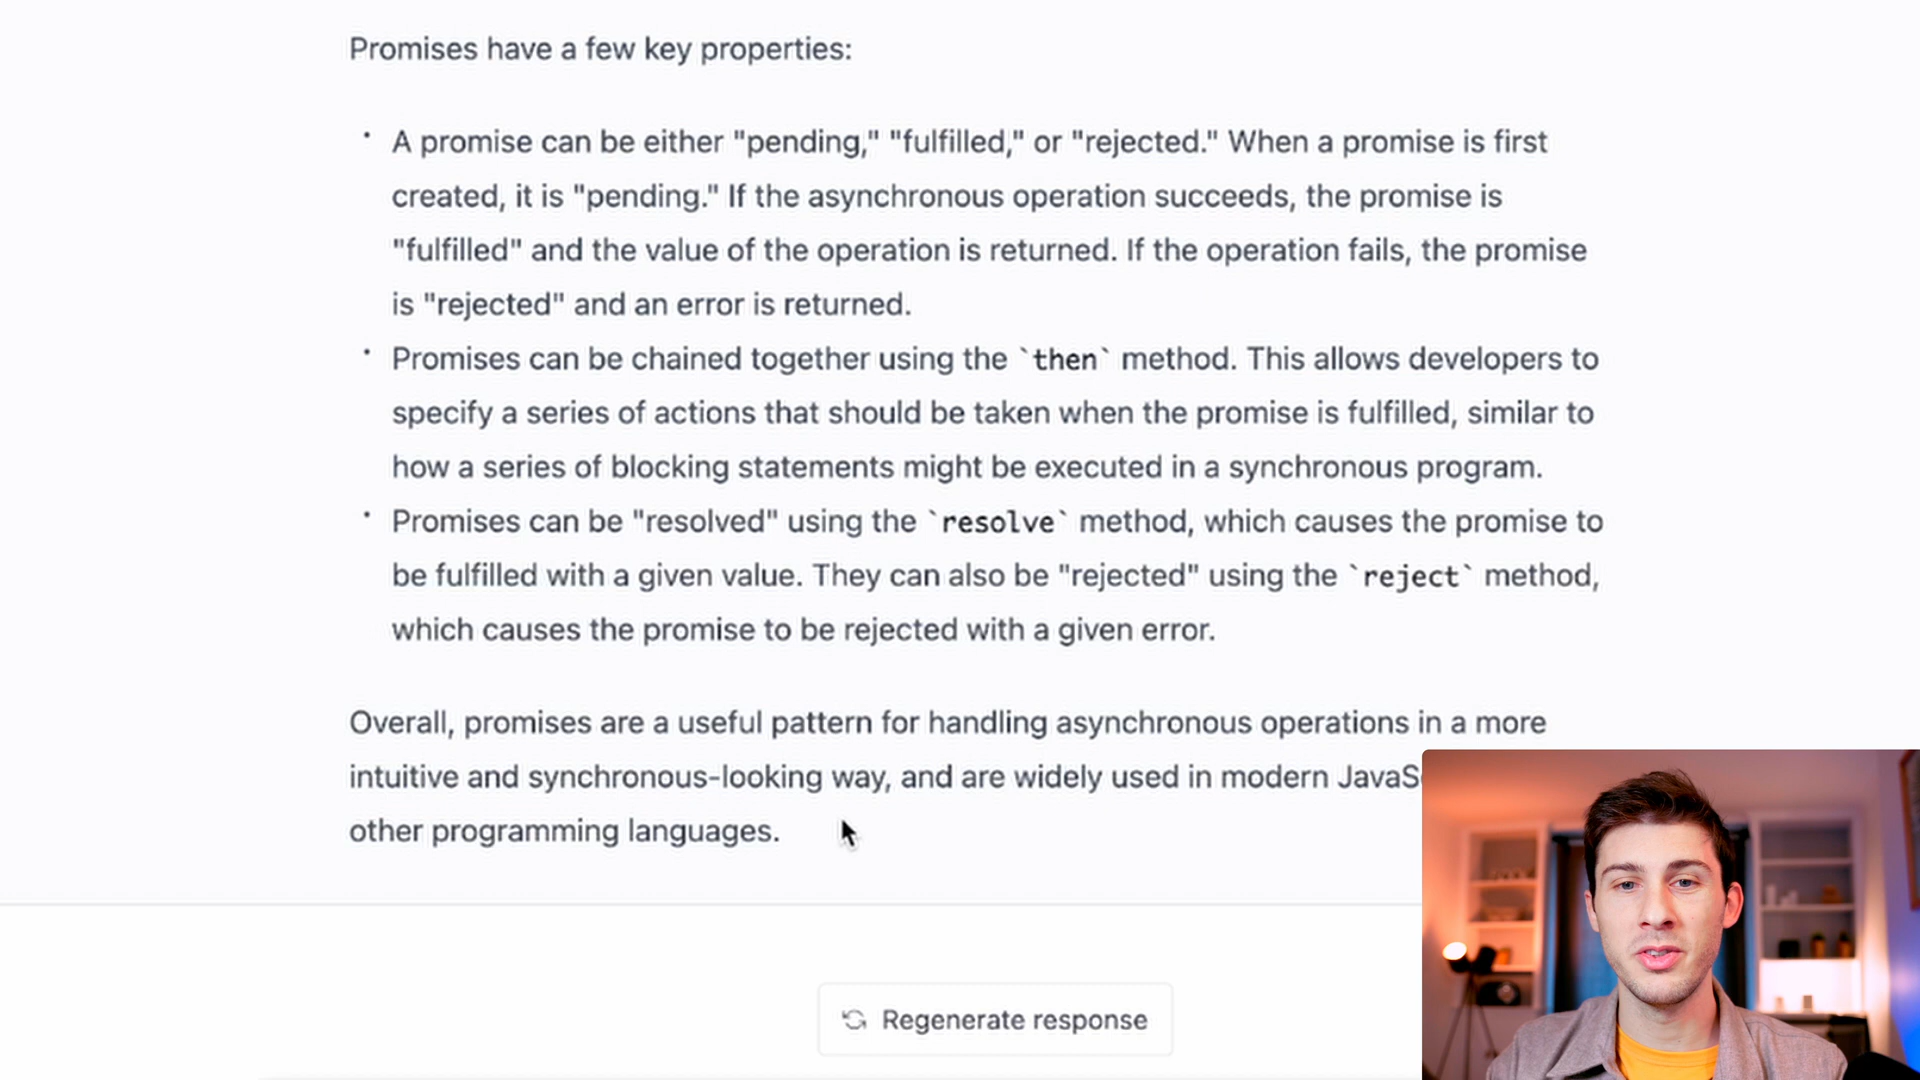 Promises have a few key properties:
• A promise can be either "pending," "fulfilled," or "rejected." When a promise is first
created, it is "pending." If the asynchronous operation succeeds, the promise is
"fulfilled" and the value of the operation is returned. If the operation fails, the promise
is "rejected" and an error is returned.
• Promises can be chained together using the `then` method. This allows developers to
specify a series of actions that should be taken when the promise is fulfilled, similar to
how a series of blocking statements might be executed in a synchronous program.
• Promises can be "resolved" using the `resolve` method, which causes the promise to
be fulfilled with a given value. They can also be "rejected" using the `reject` method,
which causes the promise to be rejected with a given error.
Overall, promises are a useful pattern for handling asynchronous operations in a more
intuitive and synchronous-looking way, and are widely used in modern JavaS
other programming languages.
Regenerate response